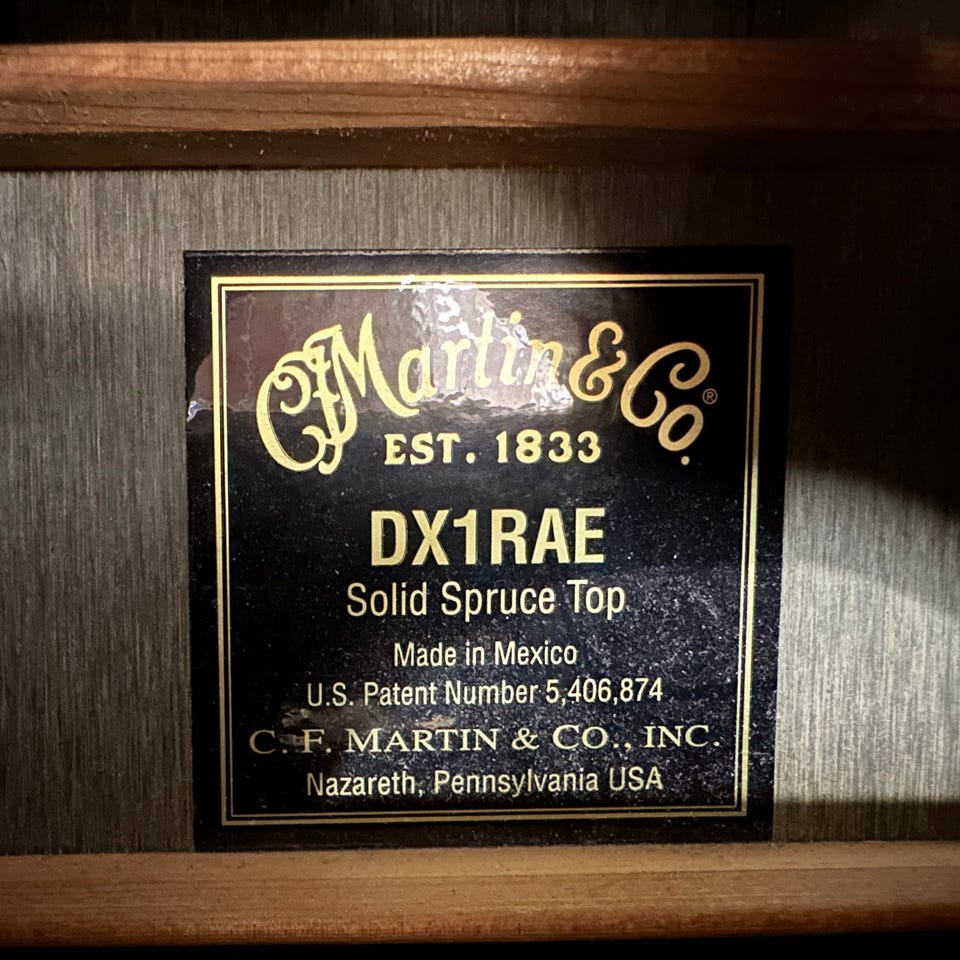 CFMartin & Co.®
EST. 1833
DX1RAE
Solid Spruce Top
Made in Mexico
U.S. Patent Number 5,406,874
C. F. MARTIN & CO., INC.
Nazareth, Pennsylvania USA